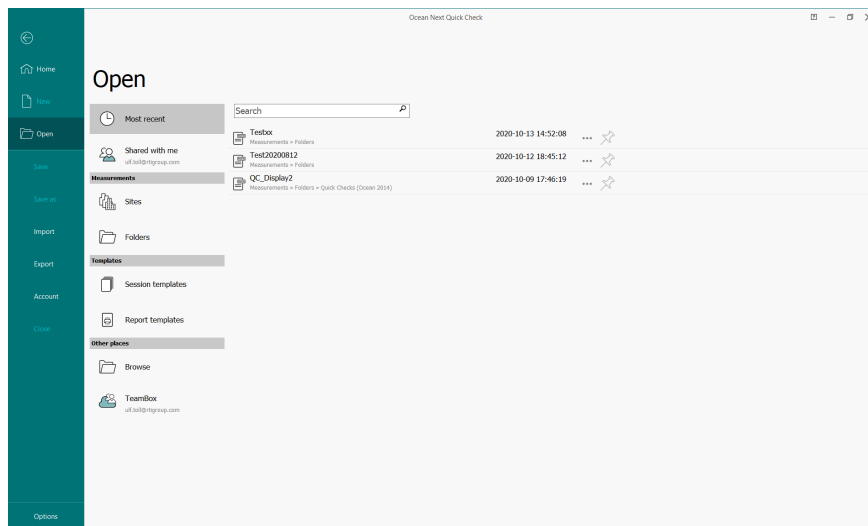 Ocean Next Quick Check
Home
New
Open
Save
Save as
Import
Export
Account
Close
Options
Open
Most recent
Shared with me
ulf.toll@rtigroup.com
Measurements
Sites
Folders
Templates
Session templates
Report templates
Other places
Browse
TeamBox
ulf.toll@rtigroup.com
Search
Testxx 2020-10-13 14:52:08
Measurements » Folders
Test20200812 2020-10-12 18:45:12
Measurements » Folders
QC_Display2 2020-10-09 17:46:19
Measurements » Folders » Quick Checks (Ocean 2014)